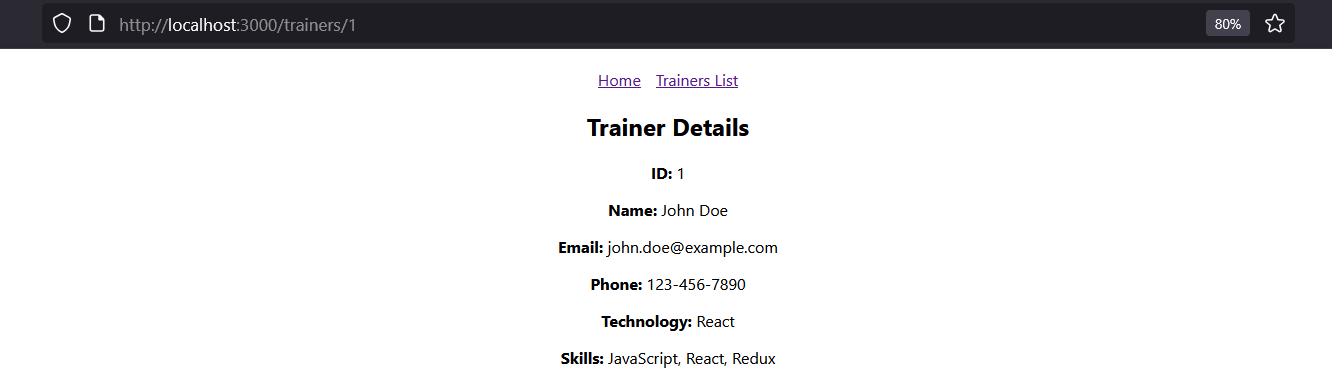 http://localhost:3000/trainers/1 80%
Home Trainers List
Trainer Details
ID: 1
Name: John Doe
Email: john.doe@example.com
Phone: 123-456-7890
Technology: React
Skills: JavaScript, React, Redux